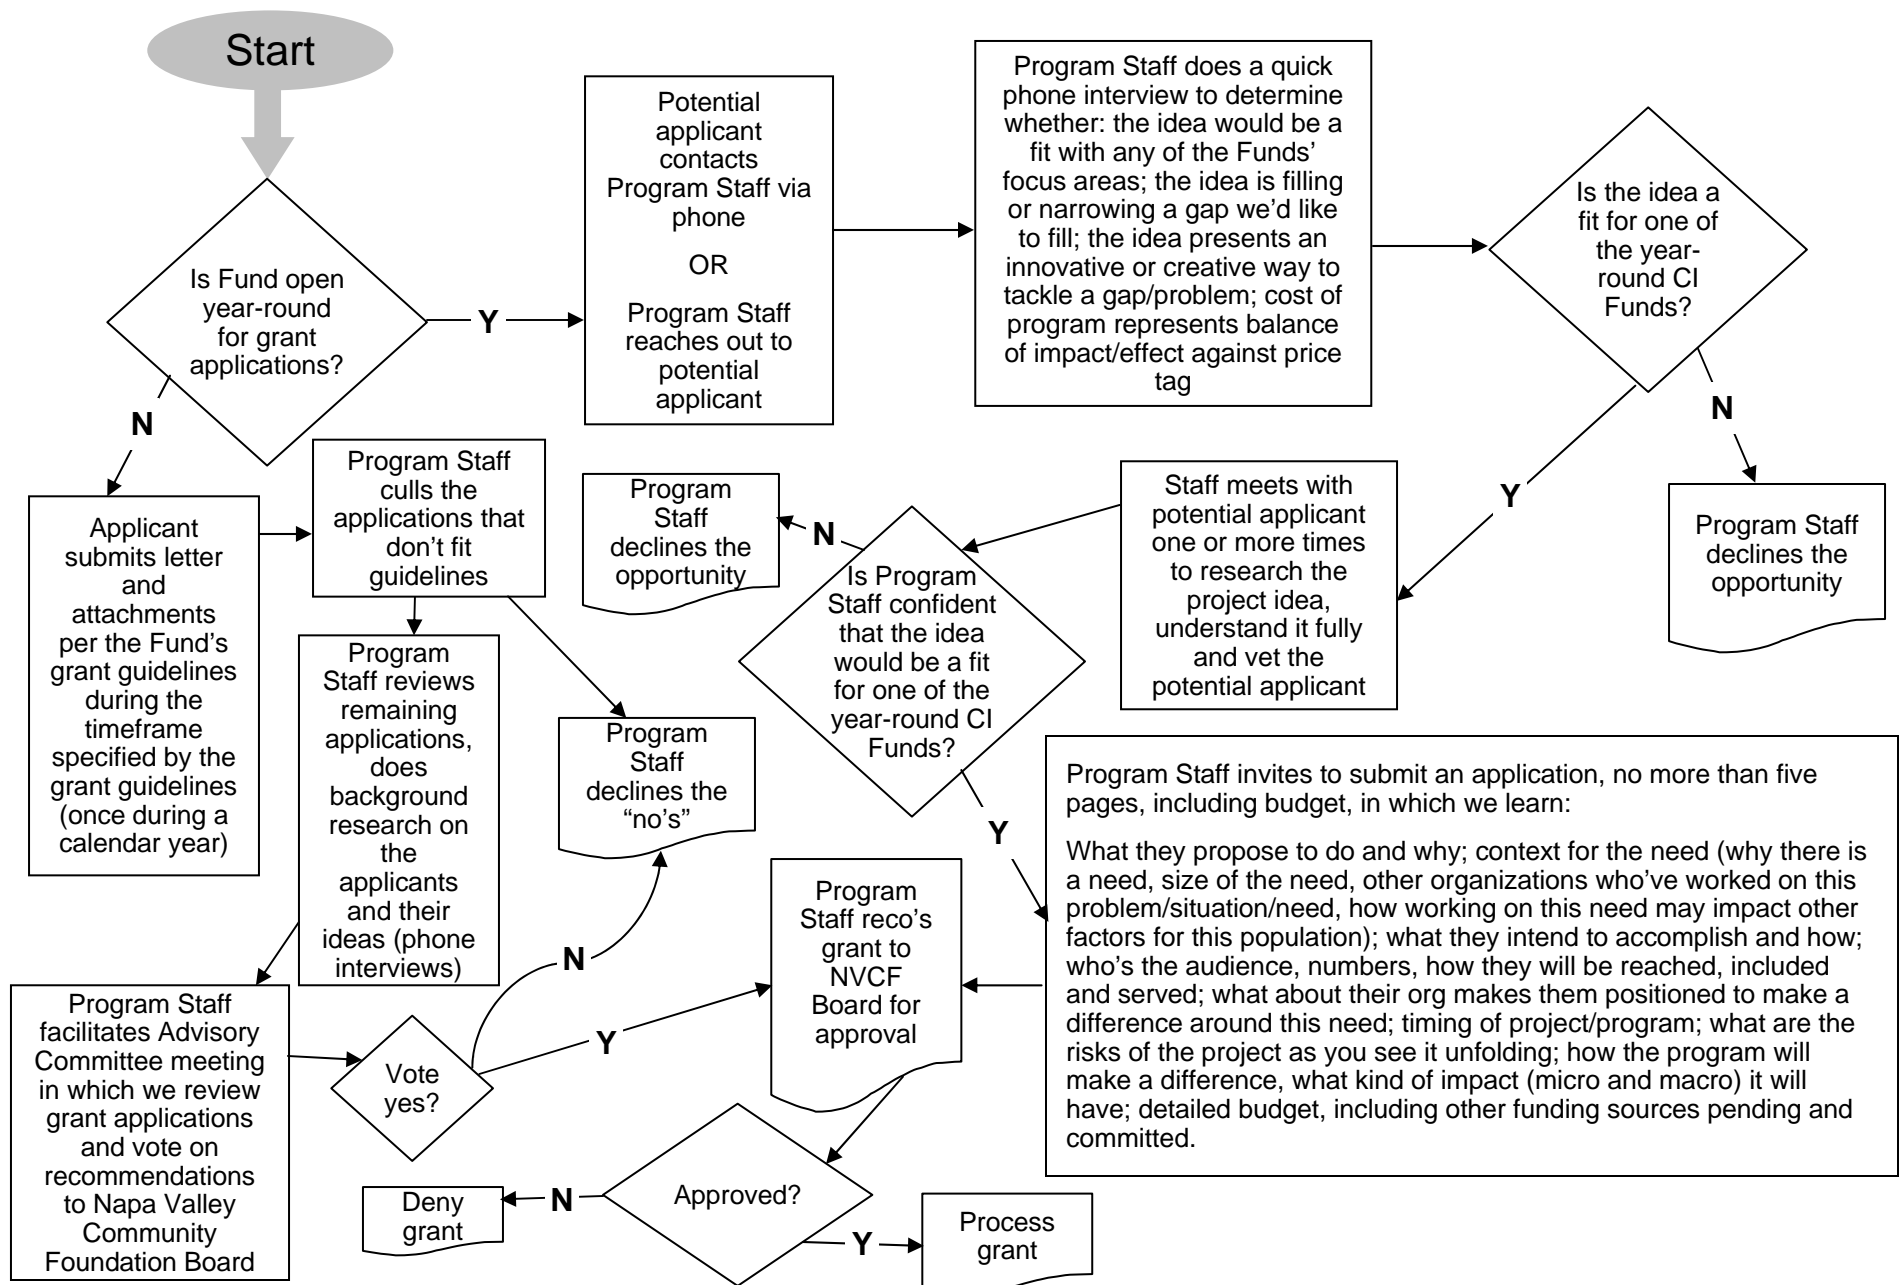 Start
Is Fund open
year-round
for grant
applications?
Y
Potential
applicant
contacts
Program Staff via
phone
OR
Program Staff
reaches out to
potential
applicant
Program Staff does a quick
phone interview to determine
whether: the idea would be a
fit with any of the Funds’
focus areas; the idea is filling
or narrowing a gap we’d like
to fill; the idea presents an
innovative or creative way to
tackle a gap/problem; cost of
program represents balance
of impact/effect against price
tag
Is the idea a
fit for one of
the year-
round CI
Funds?
N
Program Staff
declines the
opportunity
Y
Staff meets with
potential applicant
one or more times
to research the
project idea,
understand it fully
and vet the
potential applicant
Is Program
Staff confident
that the idea
would be a fit
for one of the
year-round CI
Funds?
N
Program
Staff
declines the
opportunity
Y
Program Staff invites to submit an application, no more than five
pages, including budget, in which we learn:
What they propose to do and why; context for the need (why there is
a need, size of the need, other organizations who’ve worked on this
problem/situation/need, how working on this need may impact other
factors for this population); what they intend to accomplish and how;
who’s the audience, numbers, how they will be reached, included
and served; what about their org makes them positioned to make a
difference around this need; timing of project/program; what are the
risks of the project as you see it unfolding; how the program will
make a difference, what kind of impact (micro and macro) it will
have; detailed budget, including other funding sources pending and
committed.
N
Applicant
submits letter
and
attachments
per the Fund’s
grant guidelines
during the
timeframe
specified by the
grant guidelines
(once during a
calendar year)
Program Staff
culls the
applications that
don’t fit
guidelines
Program
Staff reviews
remaining
applications,
does
background
research on
the
applicants
and their
ideas (phone
interviews)
Program
Staff
declines the
“no’s”
Program Staff
facilitates Advisory
Committee meeting
in which we review
grant applications
and vote on
recommendations
to Napa Valley
Community
Foundation Board
Vote
yes?
N
Y
Program
Staff reco’s
grant to
NVCF
Board for
approval
Approved?
N
Deny
grant
Y
Process
grant